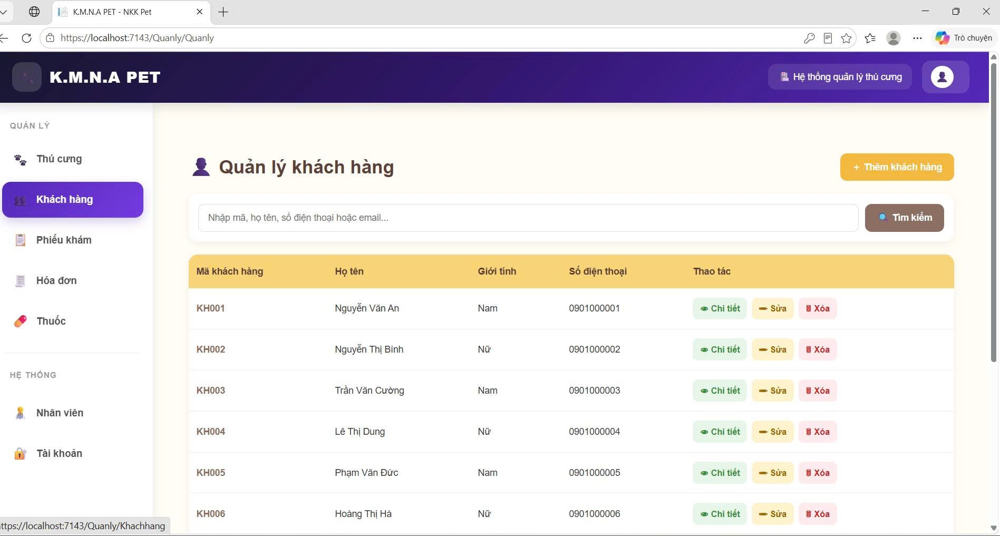 K.M.N.A PET - NKK Pet
https://localhost:7143/Quanly/Quanly
Trò chuyện
K.M.N.A PET
Hệ thống quản lý thú cưng
QUẢN LÝ
Thú cưng
Khách hàng
Phiếu khám
Hóa đơn
Thuốc
HỆ THỐNG
Nhân viên
Tài khoản
Quản lý khách hàng
+ Thêm khách hàng
Nhập mã, họ tên, số điện thoại hoặc email...
Tìm kiếm
Mã khách hàng Họ tên Giới tính Số điện thoại Thao tác
KH001 Nguyễn Văn An Nam 0901000001 Chi tiết Sửa Xóa
KH002 Nguyễn Thị Bình Nữ 0901000002 Chi tiết Sửa Xóa
KH003 Trần Văn Cường Nam 0901000003 Chi tiết Sửa Xóa
KH004 Lê Thị Dung Nữ 0901000004 Chi tiết Sửa Xóa
KH005 Phạm Văn Đức Nam 0901000005 Chi tiết Sửa Xóa
KH006 Hoàng Thị Hà Nữ 0901000006 Chi tiết Sửa Xóa
ttps://localhost:7143/Quanly/Khachhang